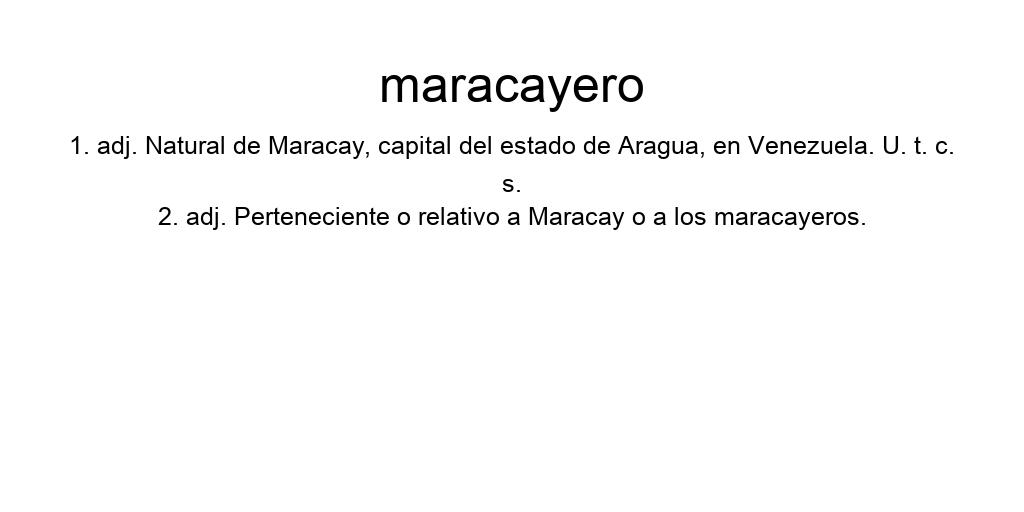 maracayero
1. adj. Natural de Maracay, capital del estado de Aragua, en Venezuela. U. t. c.
s.
2. adj. Perteneciente o relativo a Maracay o a los maracayeros.